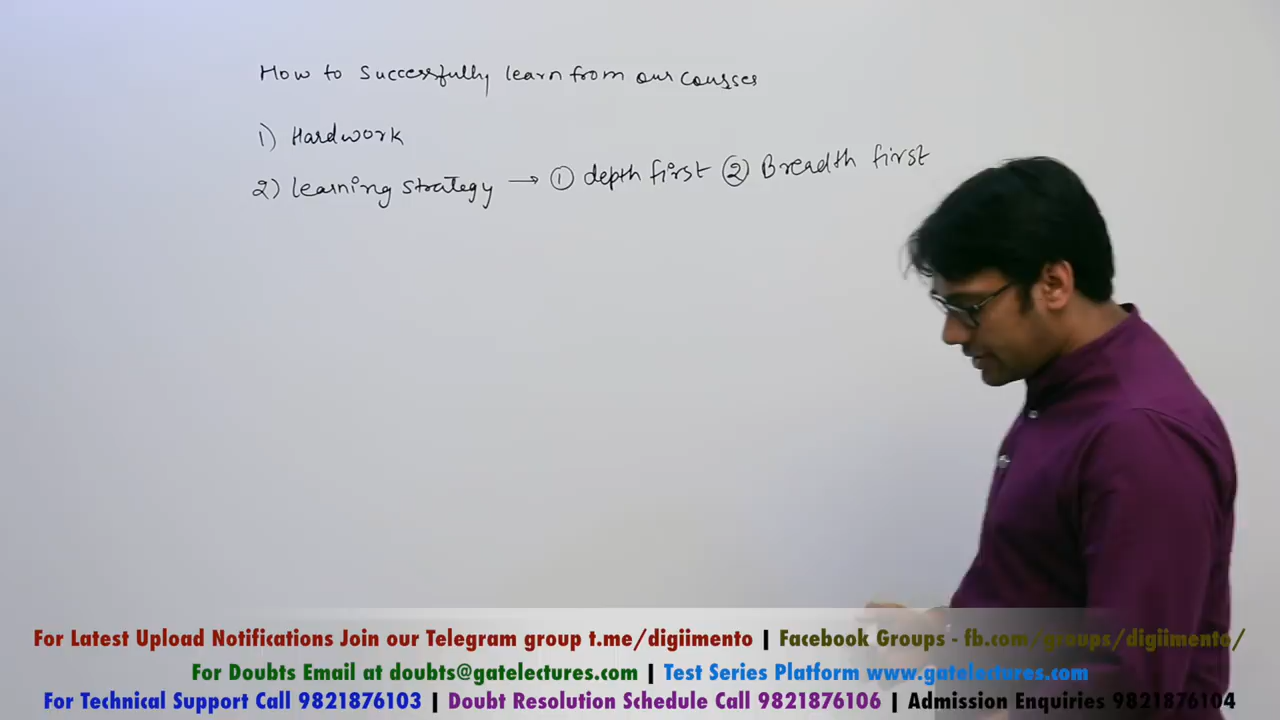 How to Successfully learn from our courses
1) Hardwork
2) learning strategy → ① depth first ② Breadth first
For Latest Upload Notifications Join our Telegram group t.me/digiimento | Facebook Groups - fb.com/groups/digiimento/
For Doubts Email at doubts@gatelectures.com | Test Series Platform www.gatelectures.com
For Technical Support Call 9821876103 | Doubt Resolution Schedule Call 9821876106 | Admission Enquiries 9821876104